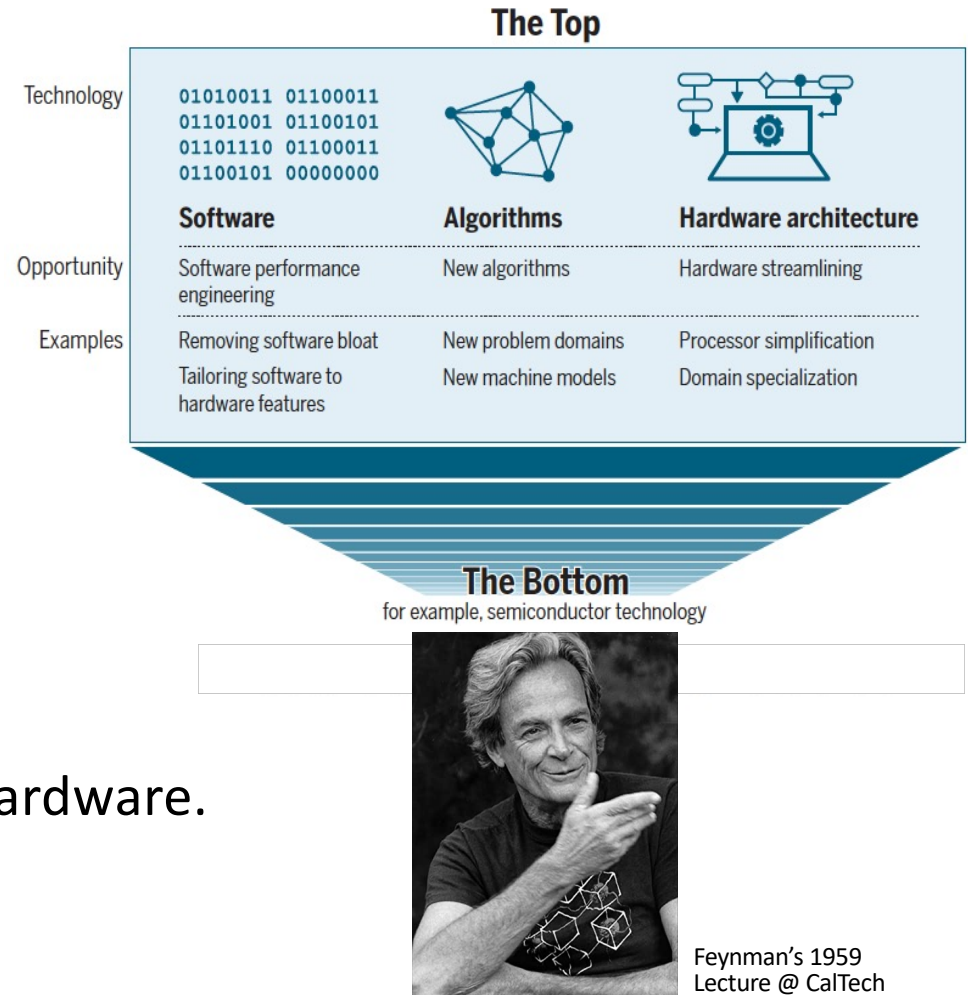 The Top
Technology
01010011 01100011
01101001 01100101
01101110 01100011
01100101 00000000
Software
Algorithms
Hardware architecture
Opportunity
Software performance
engineering
New algorithms
Hardware streamlining
Examples
Removing software bloat
New problem domains
Processor simplification
Tailoring software to
hardware features
New machine models
Domain specialization
The Bottom
for example, semiconductor technology
ardware.
Feynman's 1959
Lecture @ CalTech